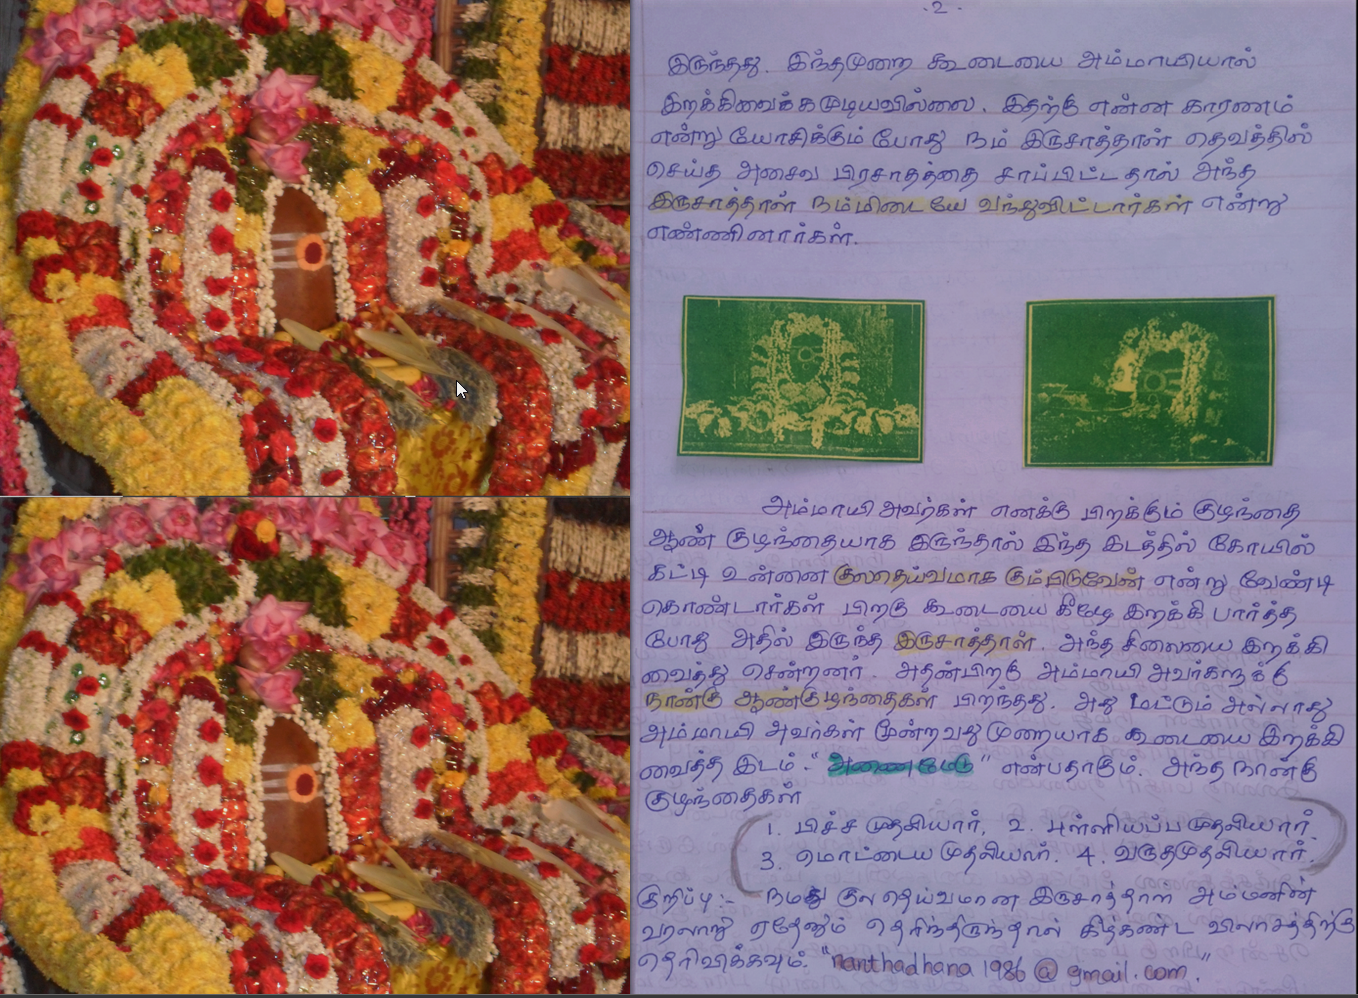 .2.
இருந்தது. இந்தமுறை கூடையை அம்மாயியால்
இறக்கிவைக்கமுடியவில்லை. இதற்கு என்ன காரணம்
என்று யோசிக்கும் போது நம் இருசாத்தாள் தெவத்தில்
செய்த அசைவ பிரசாதத்தை சாப்பிட்டதால் அந்த
இருசாத்தாள் நம்மிடையே வந்துவிட்டார்கள் என்று
எண்ணினார்கள்.
அம்மாயி அவர்கள் எனக்கு பிறக்கும் குழந்தை
ஆண் குழந்தையாக இருந்தால் இந்த இடத்தில் கோயில்
கட்டி உன்னை குலதெய்வமாக கும்பிடுவேன் என்று வேண்டி
கொண்டார்கள் பிறகு கூடையை கீழே இறக்கி பார்த்த
போது அதில் இருந்த இருசாத்தாள். அந்த சிலையை இறக்கி
வைத்து சென்றனர். அதன்பிறகு அம்மாயி அவர்களுக்கு
நான்கு ஆண்குழந்தைகள் பிறந்தது. அது மட்டும் அல்லாது
அம்மாயி அவர்கள் மூன்றவது முறையாக கூடையை இறக்கி
வைத்த இடம். "அணைமேடு" என்பதாகும். அந்த நான்கு
குழந்தைகள்
1. பிச்ச முதலியார், 2. புள்ளியப்ப முதலியார்,
3. மொட்டைய முதலியார். 4. வருதமுதலியார்.
குறிப்பு:- நமது குலதெய்வமான இருசாத்தாள அம்மனின்
வரலாறு ஏதேனும் தெரிந்திருந்தால் கீழ்கண்ட விலாசத்திற்கு
தெரிவிக்கவும். "nanthadhana1986@gmail.com."